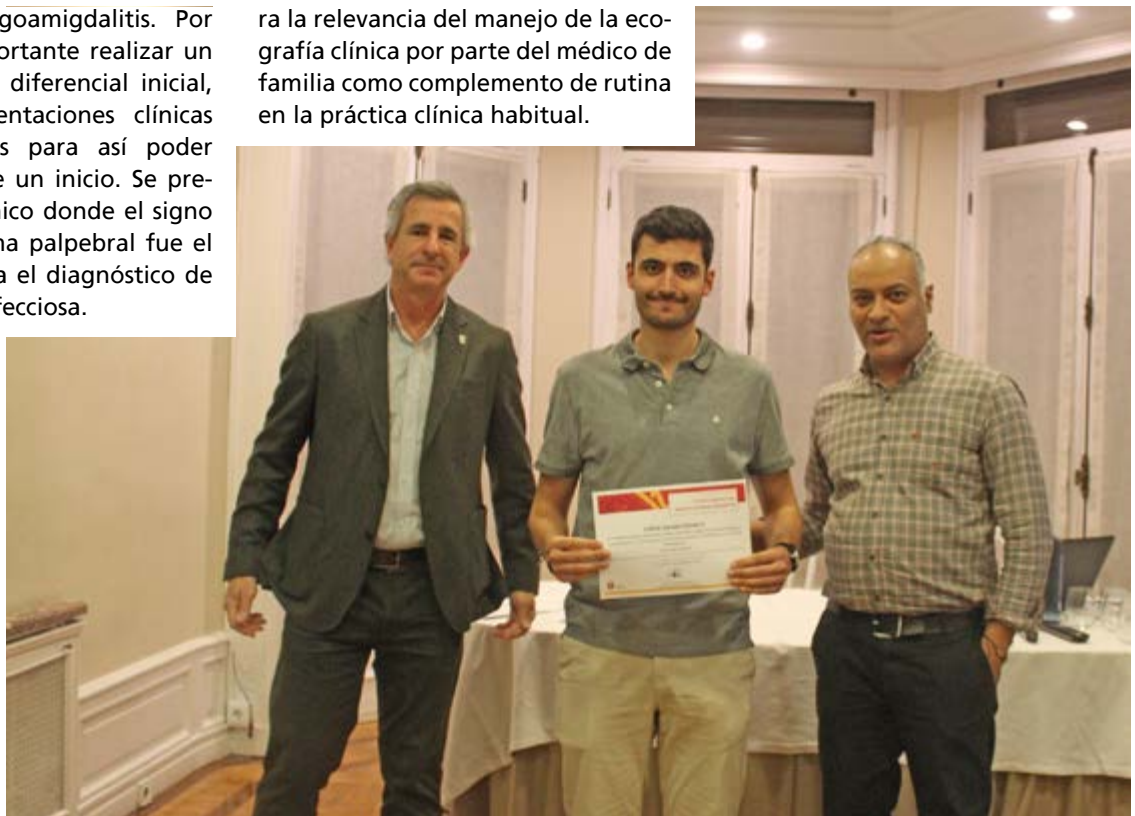 goamigdalitis. Por
ortante realizar un
diferencial inicial,
entaciones clínicas
s para así poder
e un inicio. Se pre-
nico donde el signo
na palpebral fue el
a el diagnóstico de
fecciosa.
ra la relevancia del manejo de la eco-
grafía clínica por parte del médico de
familia como complemento de rutina
en la práctica clínica habitual.